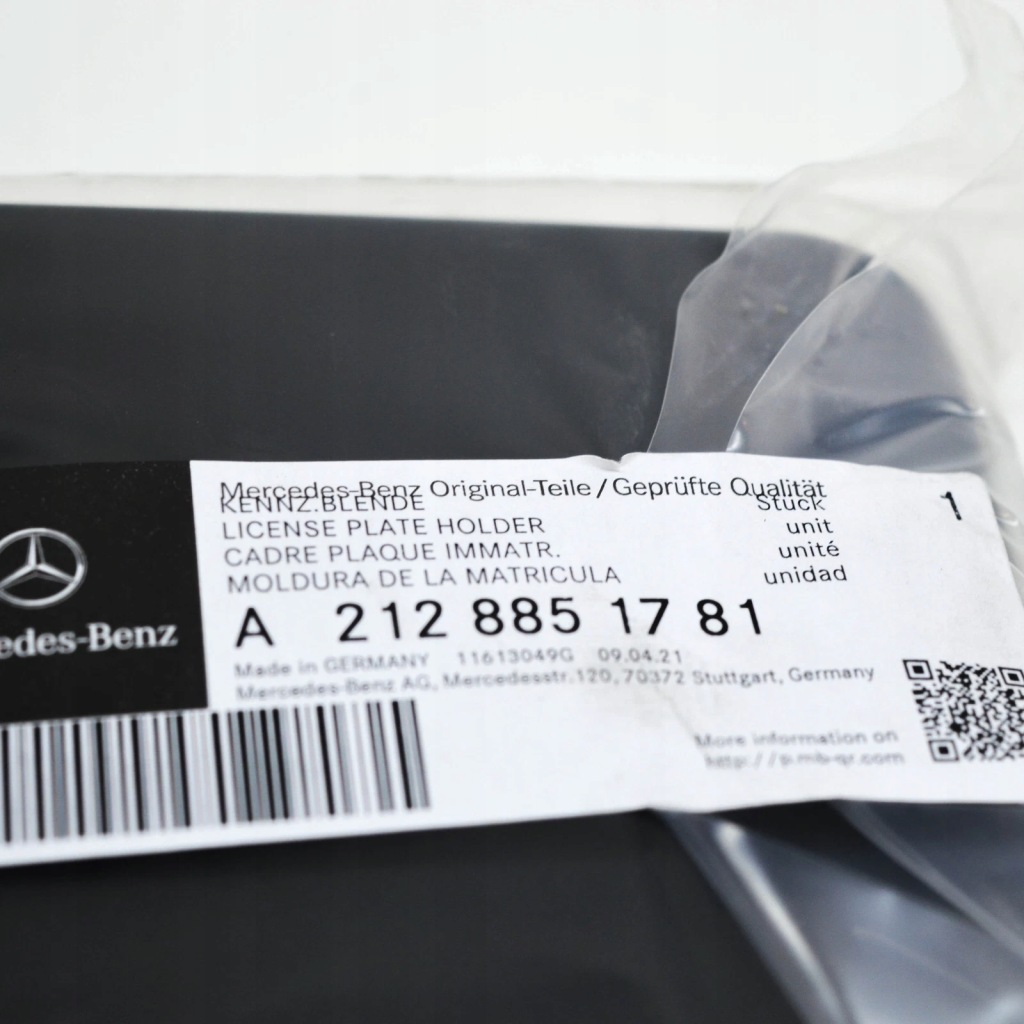 Mercedes-Benz Original-Teile / Geprüfte Qualität
KENNZ.BLENDE Stück 1
LICENSE PLATE HOLDER unit
CADRE PLAQUE IMMATR. unité
MOLDURA DE LA MATRICULA unidad
A 212 885 17 81
edes-Benz
Made in GERMANY 11613049G 09.04.21
Mercedes-Benz AG, Mercedesstr.120, 70372 Stuttgart, Germany
More information on
http://p.mb-qr.com